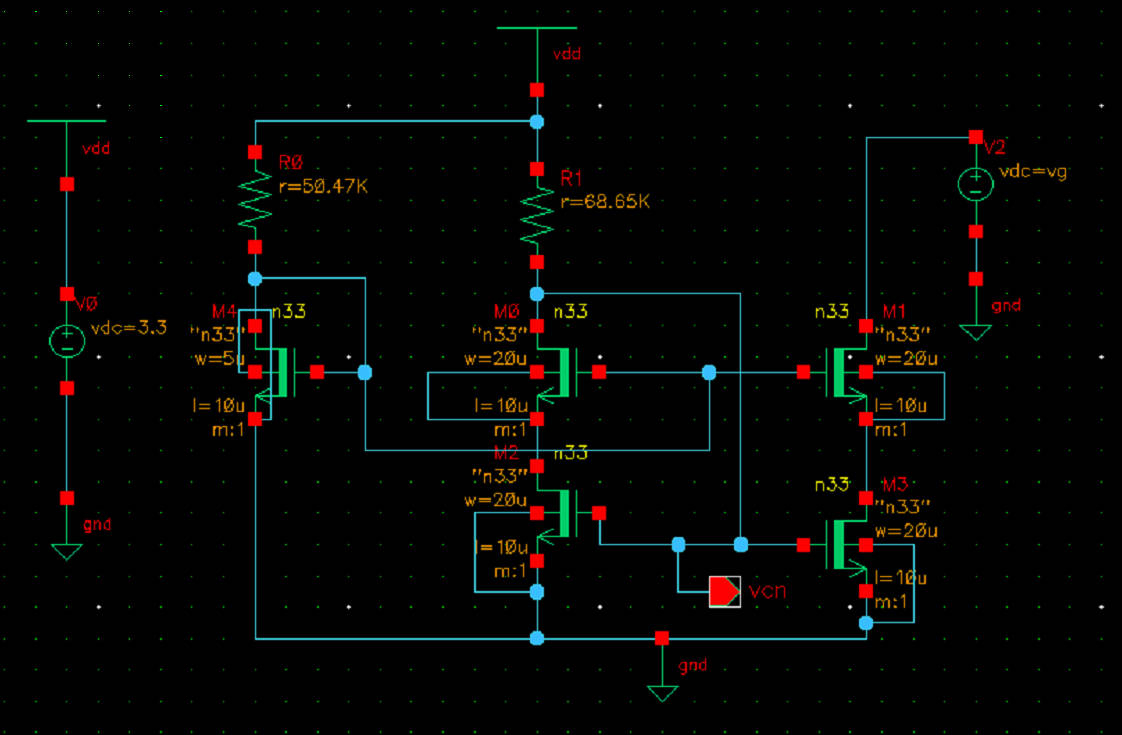 vdd
vdd
R0
r=50.47K
R1
r=68.65K
V2
vdc=vg
gnd
V0
vdc=3.3
gnd
M4
n33
"n33"
w=5u
l=10u
m:1
M0
n33
"n33"
w=20u
l=10u
m:1
n33
M1
"n33"
w=20u
l=10u
m:1
M2
n33
"n33"
w=20u
l=10u
m:1
n33
M3
"n33"
w=20u
l=10u
m:1
vcn
gnd